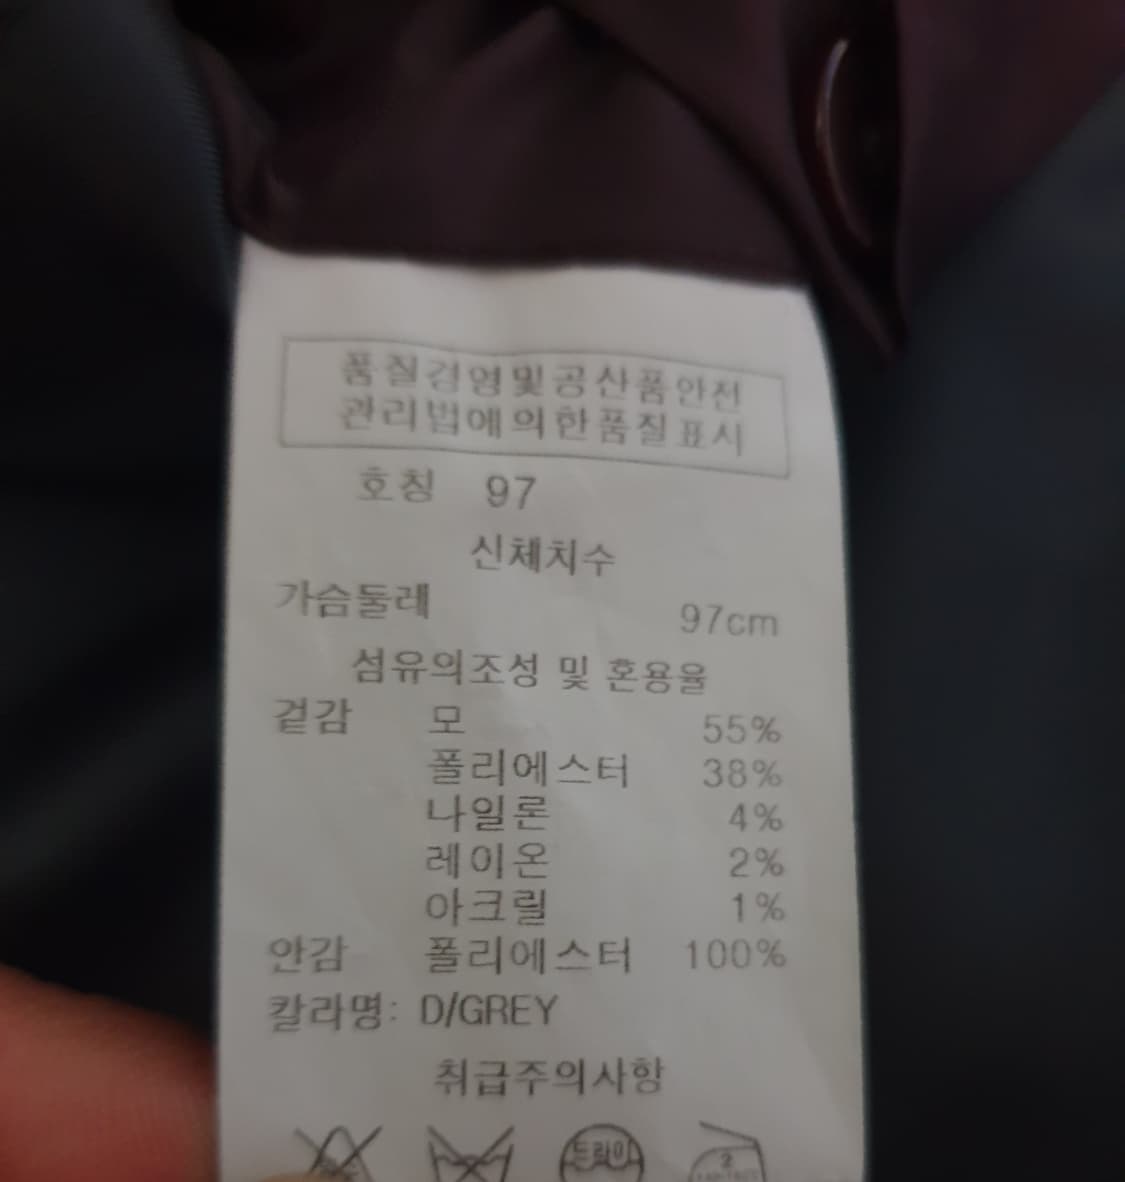 품질경영및공산품안전
관리법에의한품질표시
호칭 97
신체치수
가슴둘레 97cm
섬유의조성 및 혼용율
겉감 모 55%
폴리에스터 38%
나일론 4%
레이온 2%
아크릴 1%
안감 폴리에스터 100%
칼라명: D/GREY
취급주의사항
드라이
2